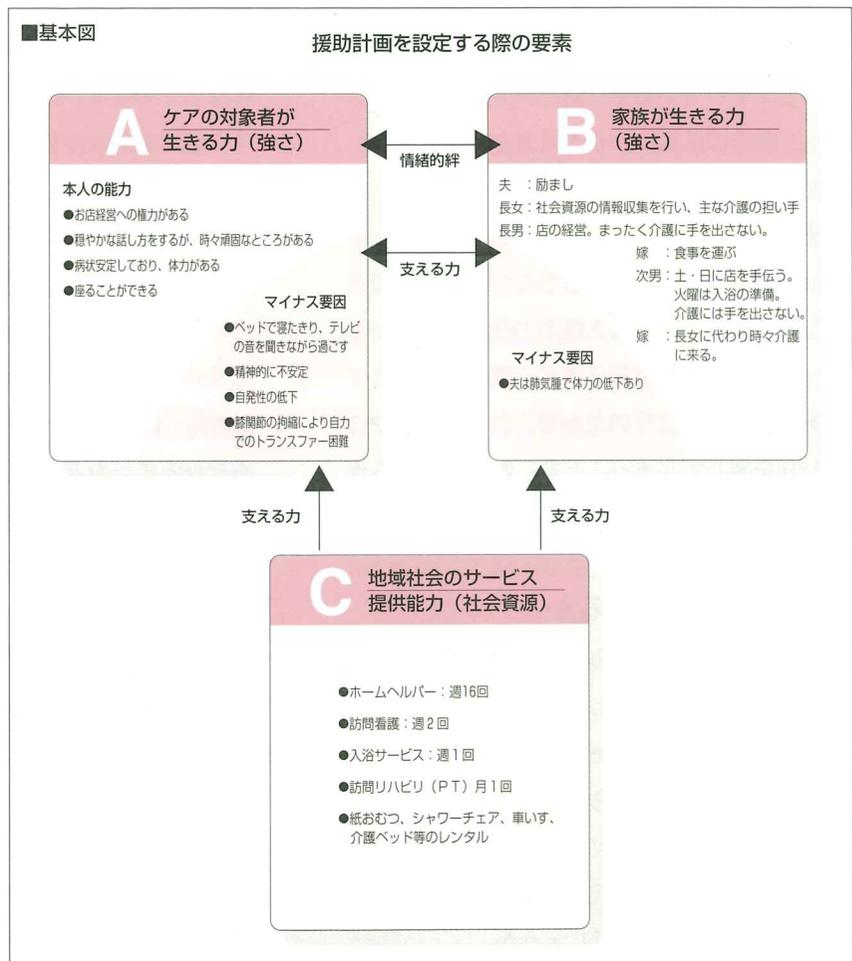 ■基本図
援助計画を設定する際の要素
A ケアの対象者が
生きる力（強さ）
本人の能力
●お店経営への権力がある
●穏やかな話し方をするが、時々頑固なところがある
●病状安定しており、体力がある
●座ることができる
マイナス要因
●ベッドで寝たきり、テレビ
の音を聞きながら過ごす
●精神的に不安定
●自発性の低下
●膝関節の拘縮により自力
でのトランスファー困難
情緒的絆
支える力
B 家族が生きる力
（強さ）
夫　：励まし
長女：社会資源の情報収集を行い、主な介護の担い手
長男：店の経営。まったく介護に手を出さない。
嫁　：食事を運ぶ
次男：土・日に店を手伝う。
火曜は入浴の準備。
介護には手を出さない。
嫁　：長女に代わり時々介護
に来る。
マイナス要因
●夫は肺気腫で体力の低下あり
支える力
支える力
C 地域社会のサービス
提供能力（社会資源）
●ホームヘルパー：週16回
●訪問看護：週２回
●入浴サービス：週１回
●訪問リハビリ（ＰＴ）月１回
●紙おむつ、シャワーチェア、車いす、
介護ベッド等のレンタル